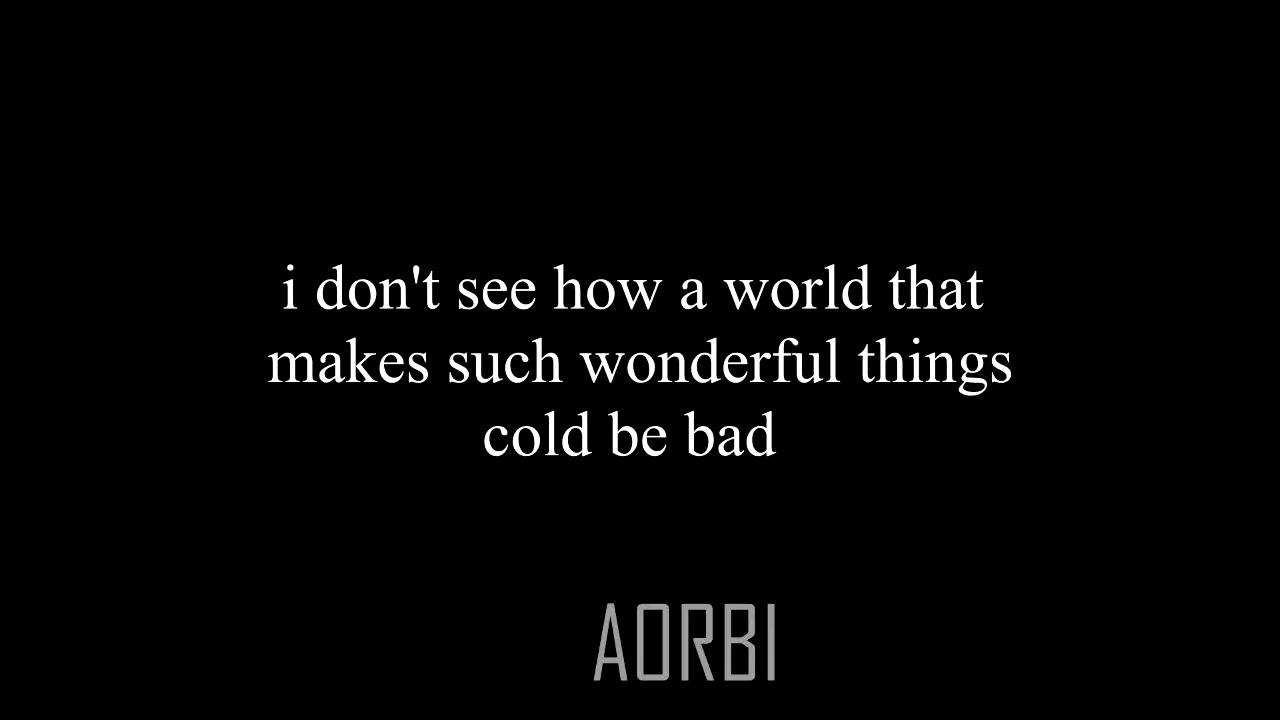 i don't see how a world that
makes such wonderful things
cold be bad
AORBI